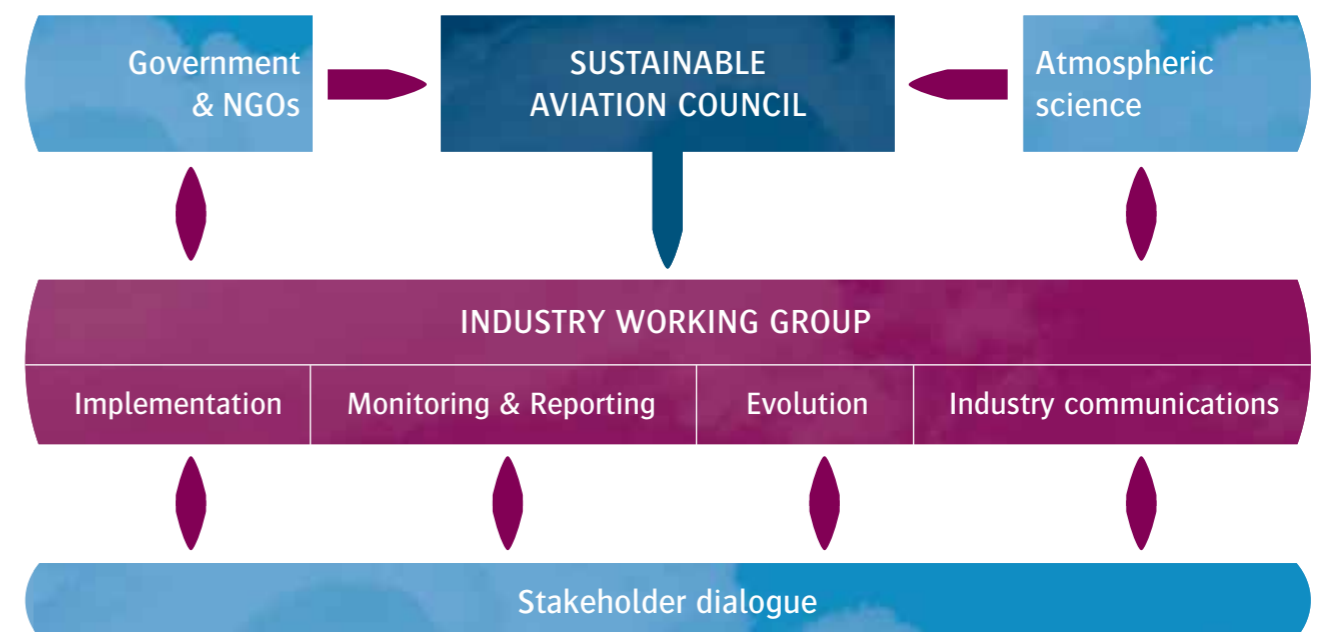 Government
& NGOs
SUSTAINABLE
AVIATION COUNCIL
Atmospheric
science
INDUSTRY WORKING GROUP
Implementation
Monitoring & Reporting
Evolution
Industry communications
Stakeholder dialogue